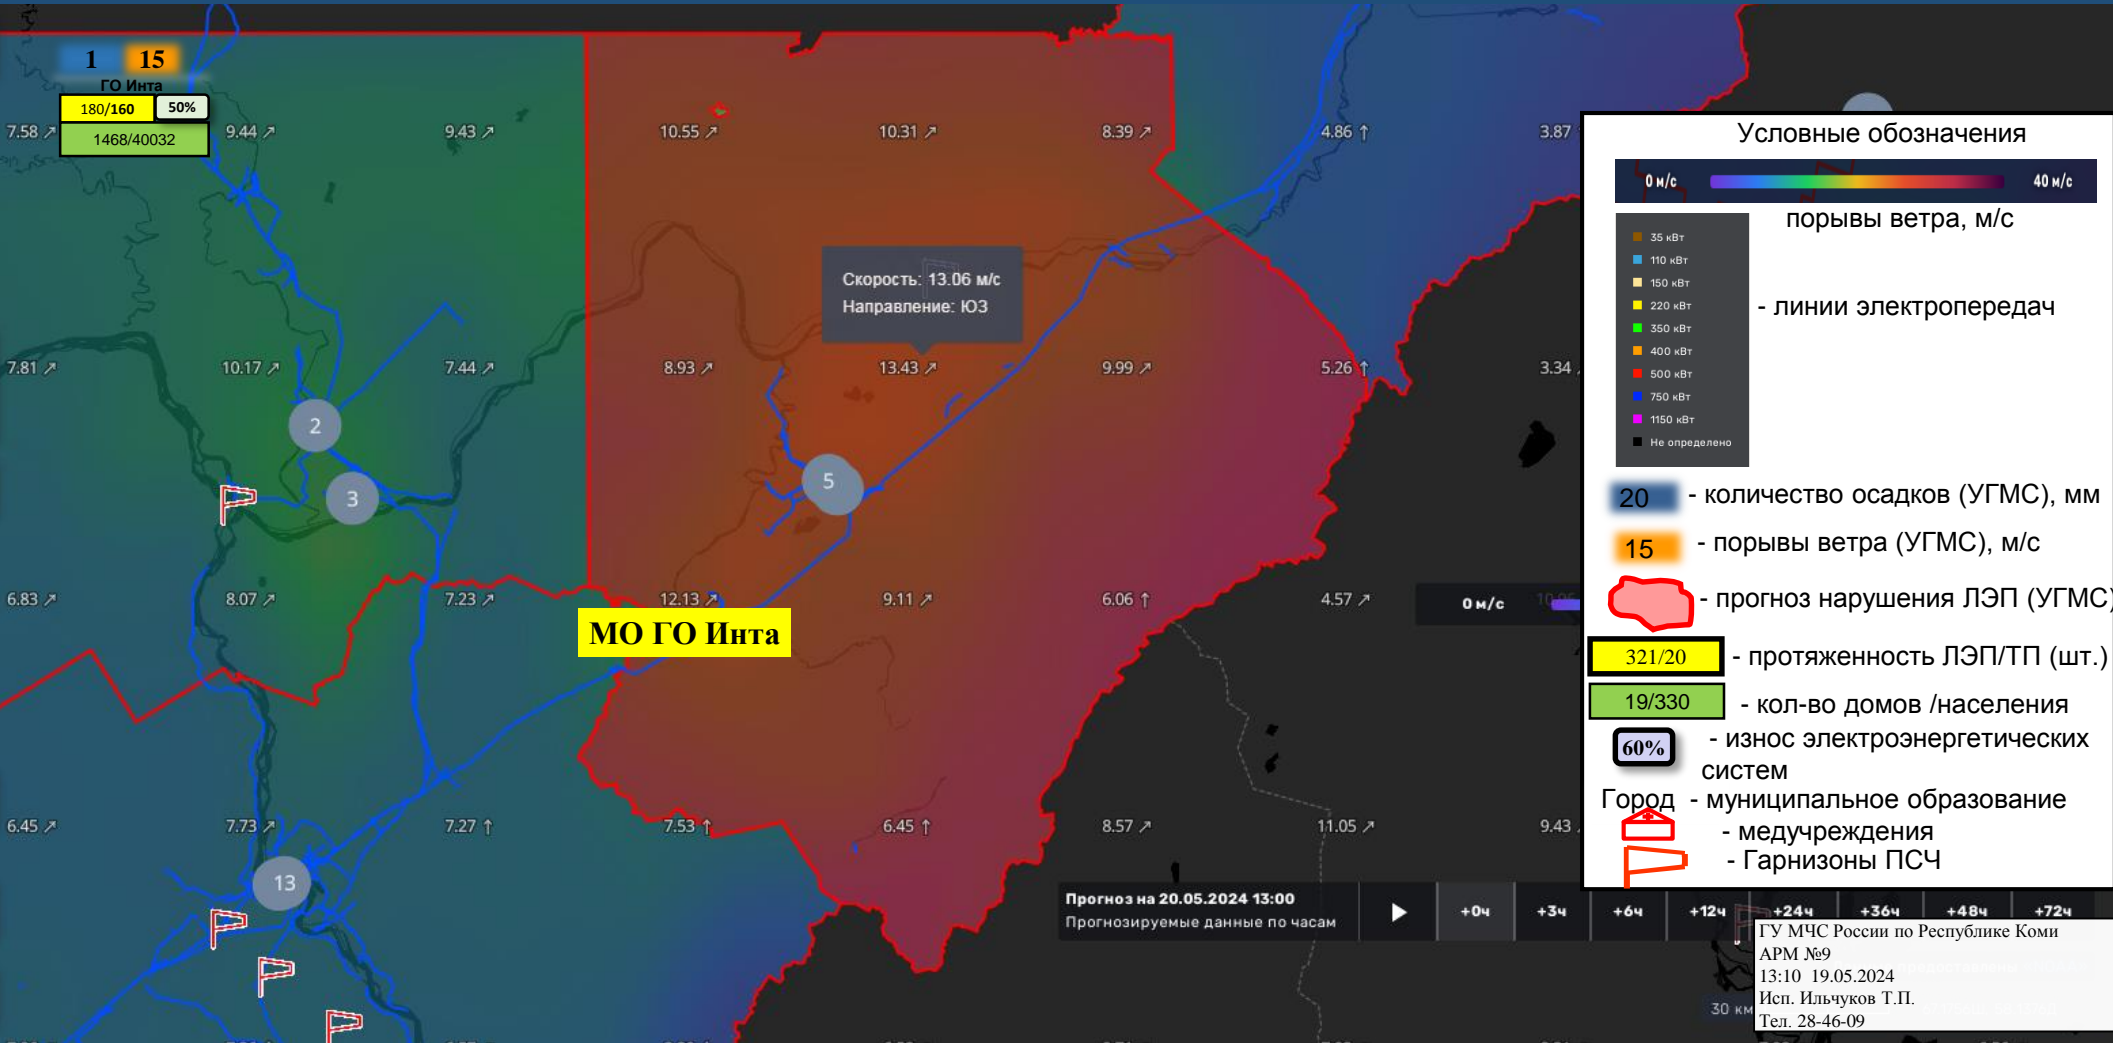 1 15
ГО Инта
180/160 50%
1468/40032
7.58 ↗ 9.44 ↗ 9.43 ↗ 10.55 ↗ 10.31 ↗ 8.39 ↗ 4.86 ↑ 3.87
Скорость: 13.06 м/с
Направление: ЮЗ
7.81 ↗ 10.17 ↗ 7.44 ↗ 8.93 ↗ 13.43 ↗ 9.99 ↗ 5.26 ↑ 3.34
2
3
5
6.83 ↗ 8.07 ↗ 7.23 ↗ 12.13 ↗ 9.11 ↗ 6.06 ↑ 4.57 ↗
0 м/с
МО ГО Инта
6.45 ↗ 7.73 ↗ 7.27 ↑ 7.53 ↑ 6.45 ↑ 8.57 ↗ 11.05 ↗ 9.43
13
Условные обозначения
0 м/с 40 м/с
порывы ветра, м/с
35 кВт
110 кВт
150 кВт
220 кВт
350 кВт
400 кВт
500 кВт
750 кВт
1150 кВт
Не определено
- линии электропередач
20 - количество осадков (УГМС), мм
15 - порывы ветра (УГМС), м/с
- прогноз нарушения ЛЭП (УГМС)
321/20 - протяженность ЛЭП/ТП (шт.)
19/330 - кол-во домов /населения
60% - износ электроэнергетических
систем
Город - муниципальное образование
- медучреждения
- Гарнизоны ПСЧ
Прогноз на 20.05.2024 13:00
Прогнозируемые данные по часам
+0ч +3ч +6ч +12ч +24ч +36ч +48ч +72ч
ГУ МЧС России по Республике Коми
АРМ №9
13:10 19.05.2024
Исп. Ильчуков Т.П.
Тел. 28-46-09
30 км